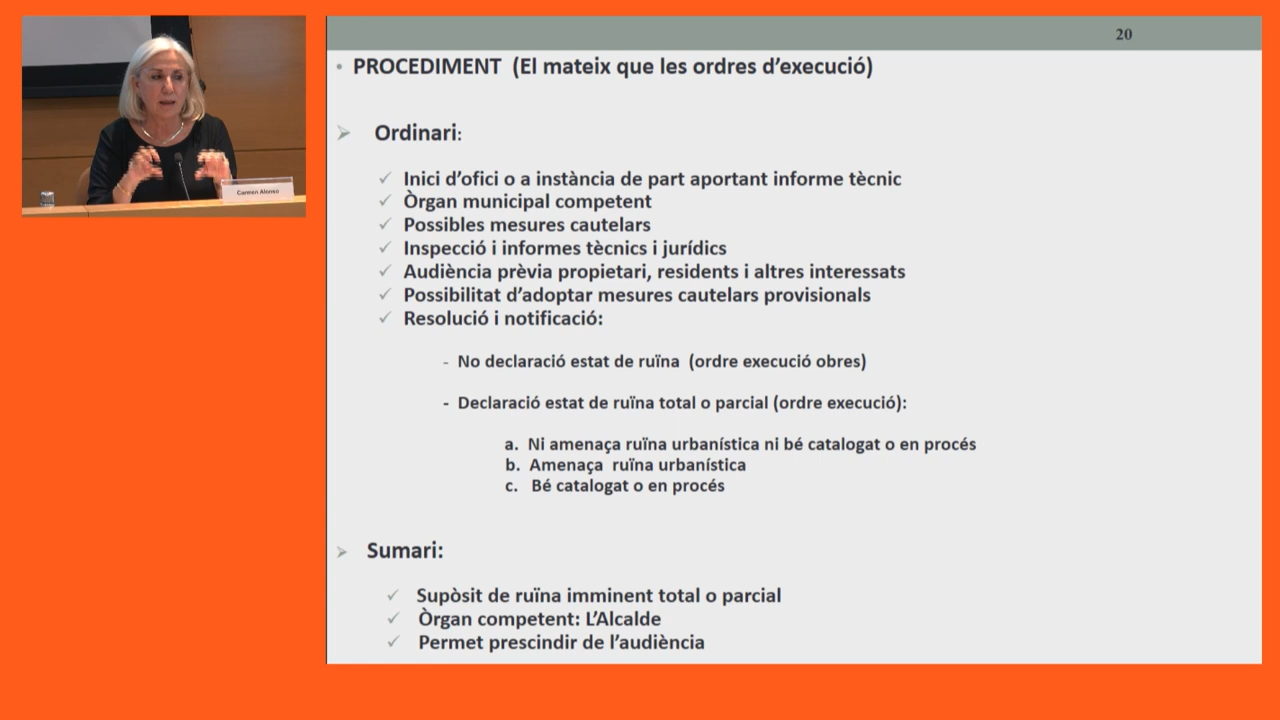 20
• PROCEDIMENT (El mateix que les ordres d’execució)
Ordinari:
Inici d’ofici o a instància de part aportant informe tècnic
Òrgan municipal competent
Possibles mesures cautelars
Inspecció i informes tècnics i jurídics
Audiència prèvia propietari, residents i altres interessats
Possibilitat d’adoptar mesures cautelars provisionals
Resolució i notificació:
- No declaració estat de ruïna (ordre execució obres)
- Declaració estat de ruïna total o parcial (ordre execució):
a. Ni amenaça ruïna urbanística ni bé catalogat o en procés
b. Amenaça ruïna urbanística
c. Bé catalogat o en procés
Sumari:
Supòsit de ruïna imminent total o parcial
Òrgan competent: L’Alcalde
Permet prescindir de l’audiència
Carmen Alonso